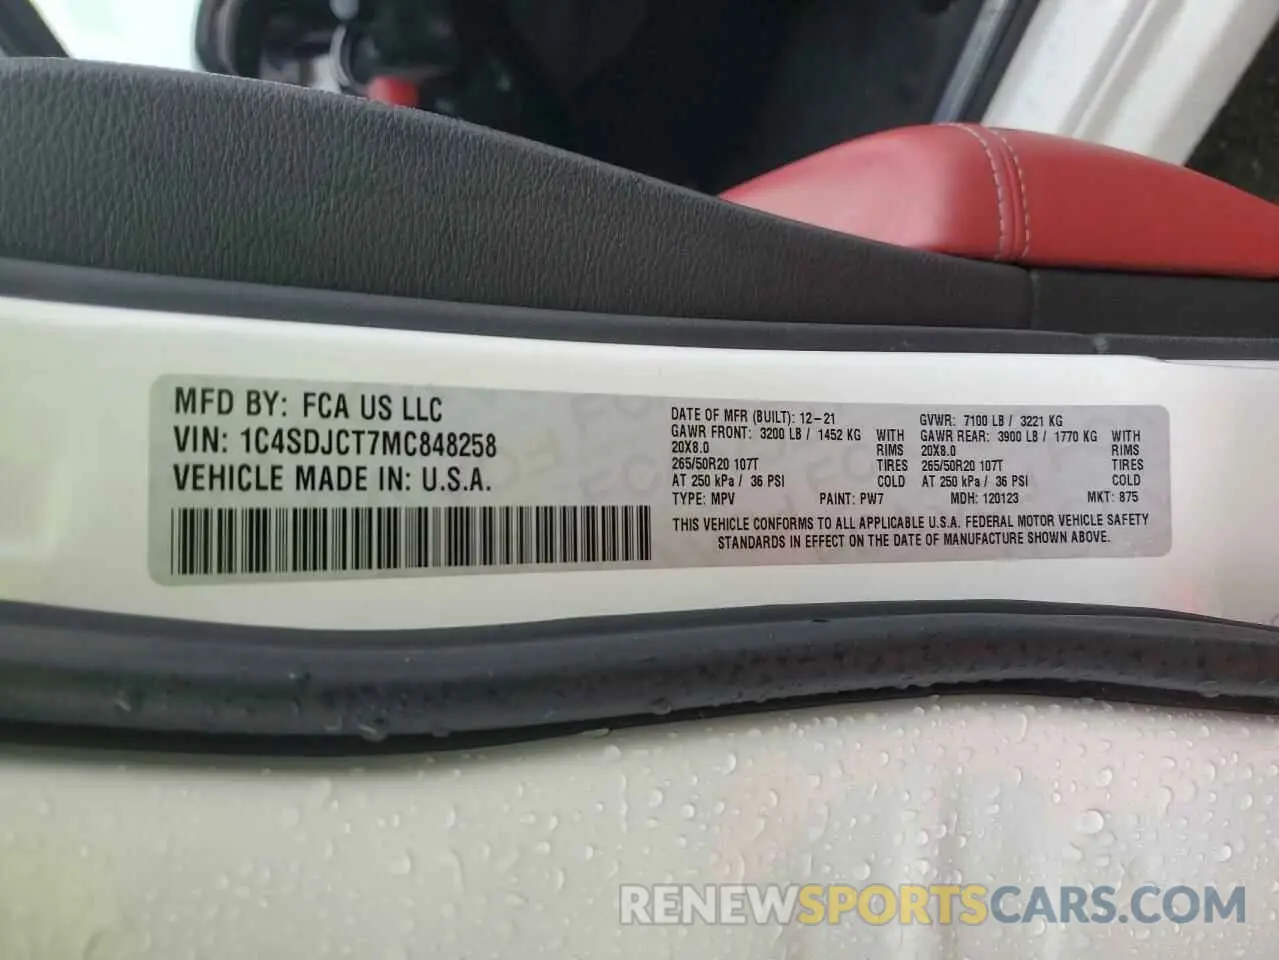 MFD BY: FCA US LLC
VIN: 1C4SDJCT7MC848258
VEHICLE MADE IN: U.S.A.
DATE OF MFR (BUILT): 12-21 GVWR: 7100 LB / 3221 KG
GAWR FRONT: 3200 LB / 1452 KG WITH GAWR REAR: 3900 LB / 1770 KG WITH
20X8.0 RIMS 20X8.0 RIMS
265/50R20 107T TIRES 265/50R20 107T TIRES
AT 250 kPa / 36 PSI COLD AT 250 kPa / 36 PSI COLD
TYPE: MPV PAINT: PW7 MDH: 120123 MKT: 875
THIS VEHICLE CONFORMS TO ALL APPLICABLE U.S.A. FEDERAL MOTOR VEHICLE SAFETY
STANDARDS IN EFFECT ON THE DATE OF MANUFACTURE SHOWN ABOVE.
RENEWSPORTSCARS.COM